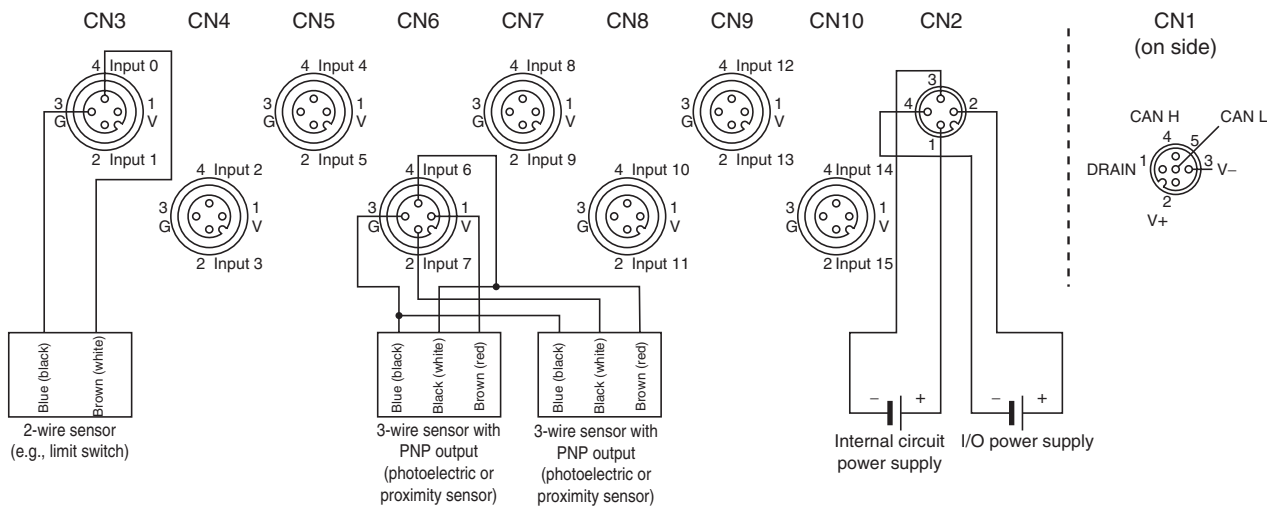 CN3 CN4 CN5 CN6 CN7 CN8 CN9 CN10 CN2 CN1
(on side)
4 Input 0
3 1
G V
2 Input 1
4 Input 2
3 1
G V
2 Input 3
4 Input 4
3 1
G V
2 Input 5
4 Input 6
3 1
G V
2 Input 7
4 Input 8
3 1
G V
2 Input 9
4 Input 10
3 1
G V
2 Input 11
4 Input 12
3 1
G V
2 Input 13
4 Input 14
3 1
G V
2 Input 15
3
4 2
1
CAN H CAN L
4 5
DRAIN 1 3 V−
2
V+
Blue (black)
Brown (white)
2-wire sensor
(e.g., limit switch)
Blue (black)
Black (white)
Brown (red)
3-wire sensor with
PNP output
(photoelectric or
proximity sensor)
Blue (black)
Black (white)
Brown (red)
3-wire sensor with
PNP output
(photoelectric or
proximity sensor)
− +
Internal circuit
power supply
− +
I/O power supply